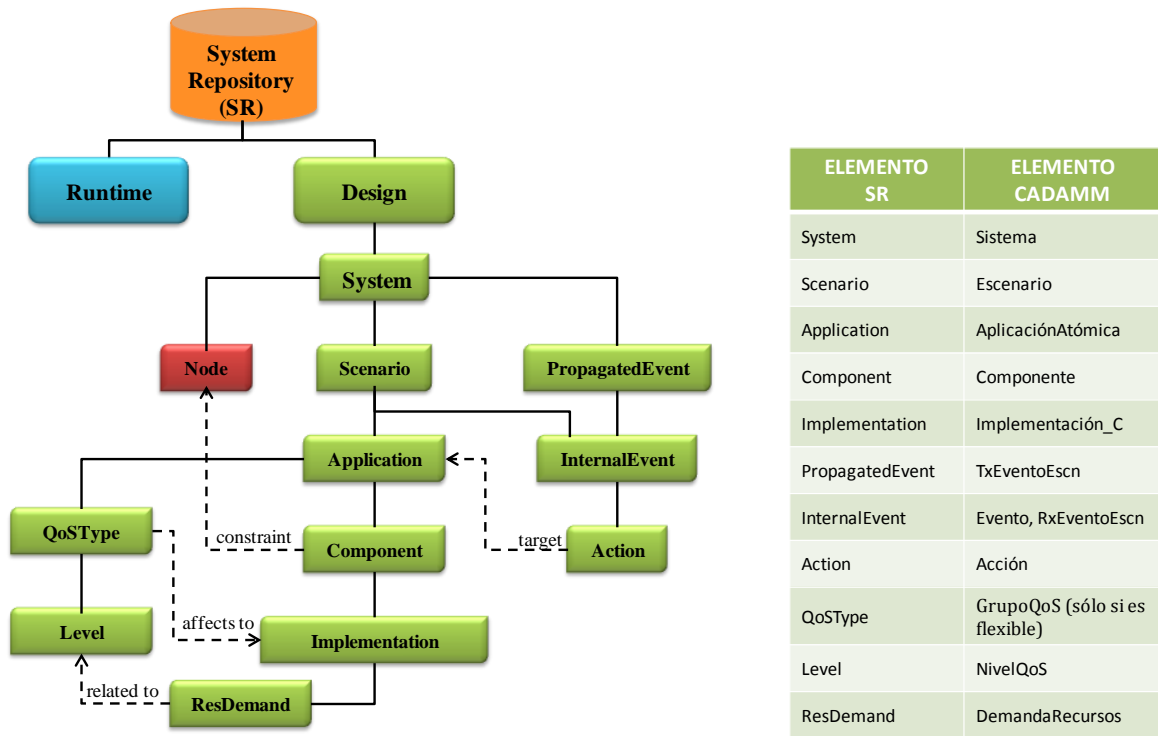 System
Repository
(SR)
Runtime
Design
System
Node
Scenario
PropagatedEvent
Application
InternalEvent
QoSType
constraint
Component
target
Action
Level
affects to
Implementation
related to
ResDemand
ELEMENTO
SR
ELEMENTO
CADAMM
System
Sistema
Scenario
Escenario
Application
AplicaciónAtómica
Component
Componente
Implementation
Implementación_C
PropagatedEvent
TxEventoEscn
InternalEvent
Evento, RxEventoEscn
Action
Acción
QoSType
GrupoQoS (sólo si es
flexible)
Level
NivelQoS
ResDemand
DemandaRecursos